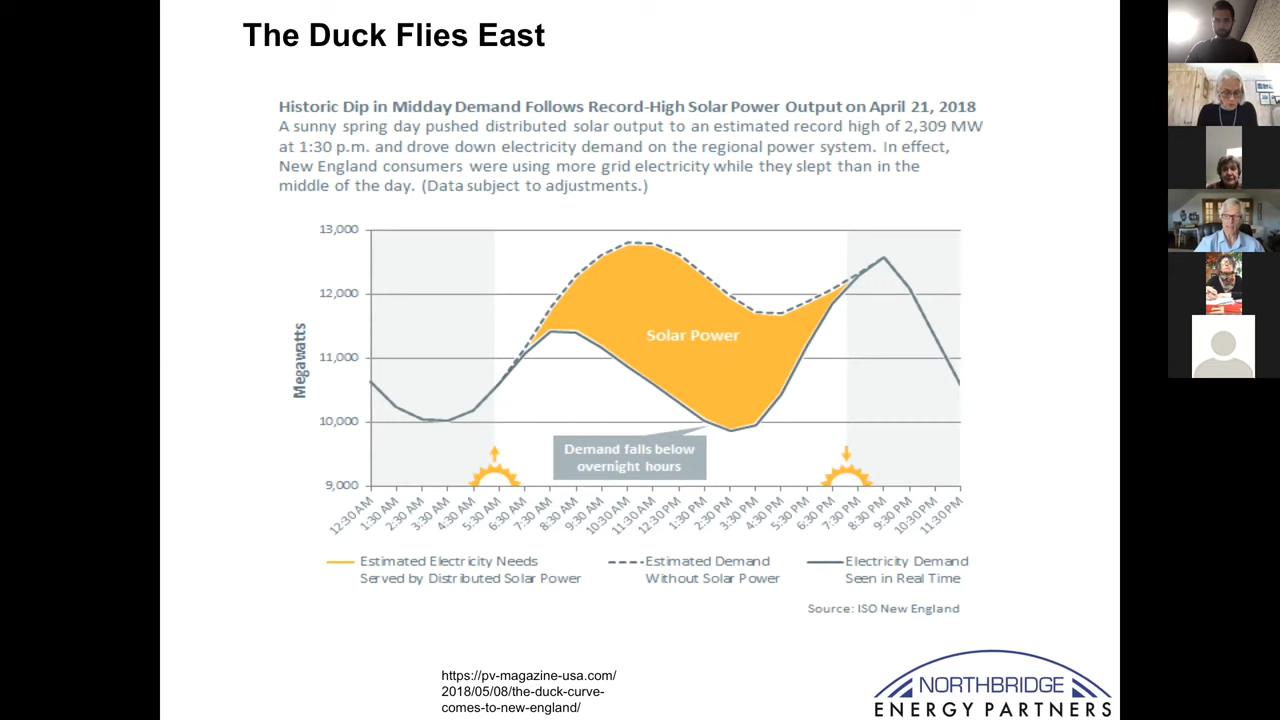 The Duck Flies East
Historic Dip in Midday Demand Follows Record-High Solar Power Output on April 21, 2018
A sunny spring day pushed distributed solar output to an estimated record high of 2,309 MW
at 1:30 p.m. and drove down electricity demand on the regional power system. In effect,
New England consumers were using more grid electricity while they slept than in the
middle of the day. (Data subject to adjustments.)
Megawatts
13,000
12,000
11,000
10,000
9,000
Solar Power
Demand falls below
overnight hours
12:30 AM
1:30 AM
2:30 AM
3:30 AM
4:30 AM
5:30 AM
6:30 AM
7:30 AM
8:30 AM
9:30 AM
10:30 AM
11:30 AM
12:30 PM
1:30 PM
2:30 PM
3:30 PM
4:30 PM
5:30 PM
6:30 PM
7:30 PM
8:30 PM
9:30 PM
10:30 PM
11:30 PM
Estimated Electricity Needs
Served by Distributed Solar Power
Estimated Demand
Without Solar Power
Electricity Demand
Seen in Real Time
Source: ISO New England
https://pv-magazine-usa.com/
2018/05/08/the-duck-curve-
comes-to-new-england/
NORTHBRIDGE
ENERGY PARTNERS